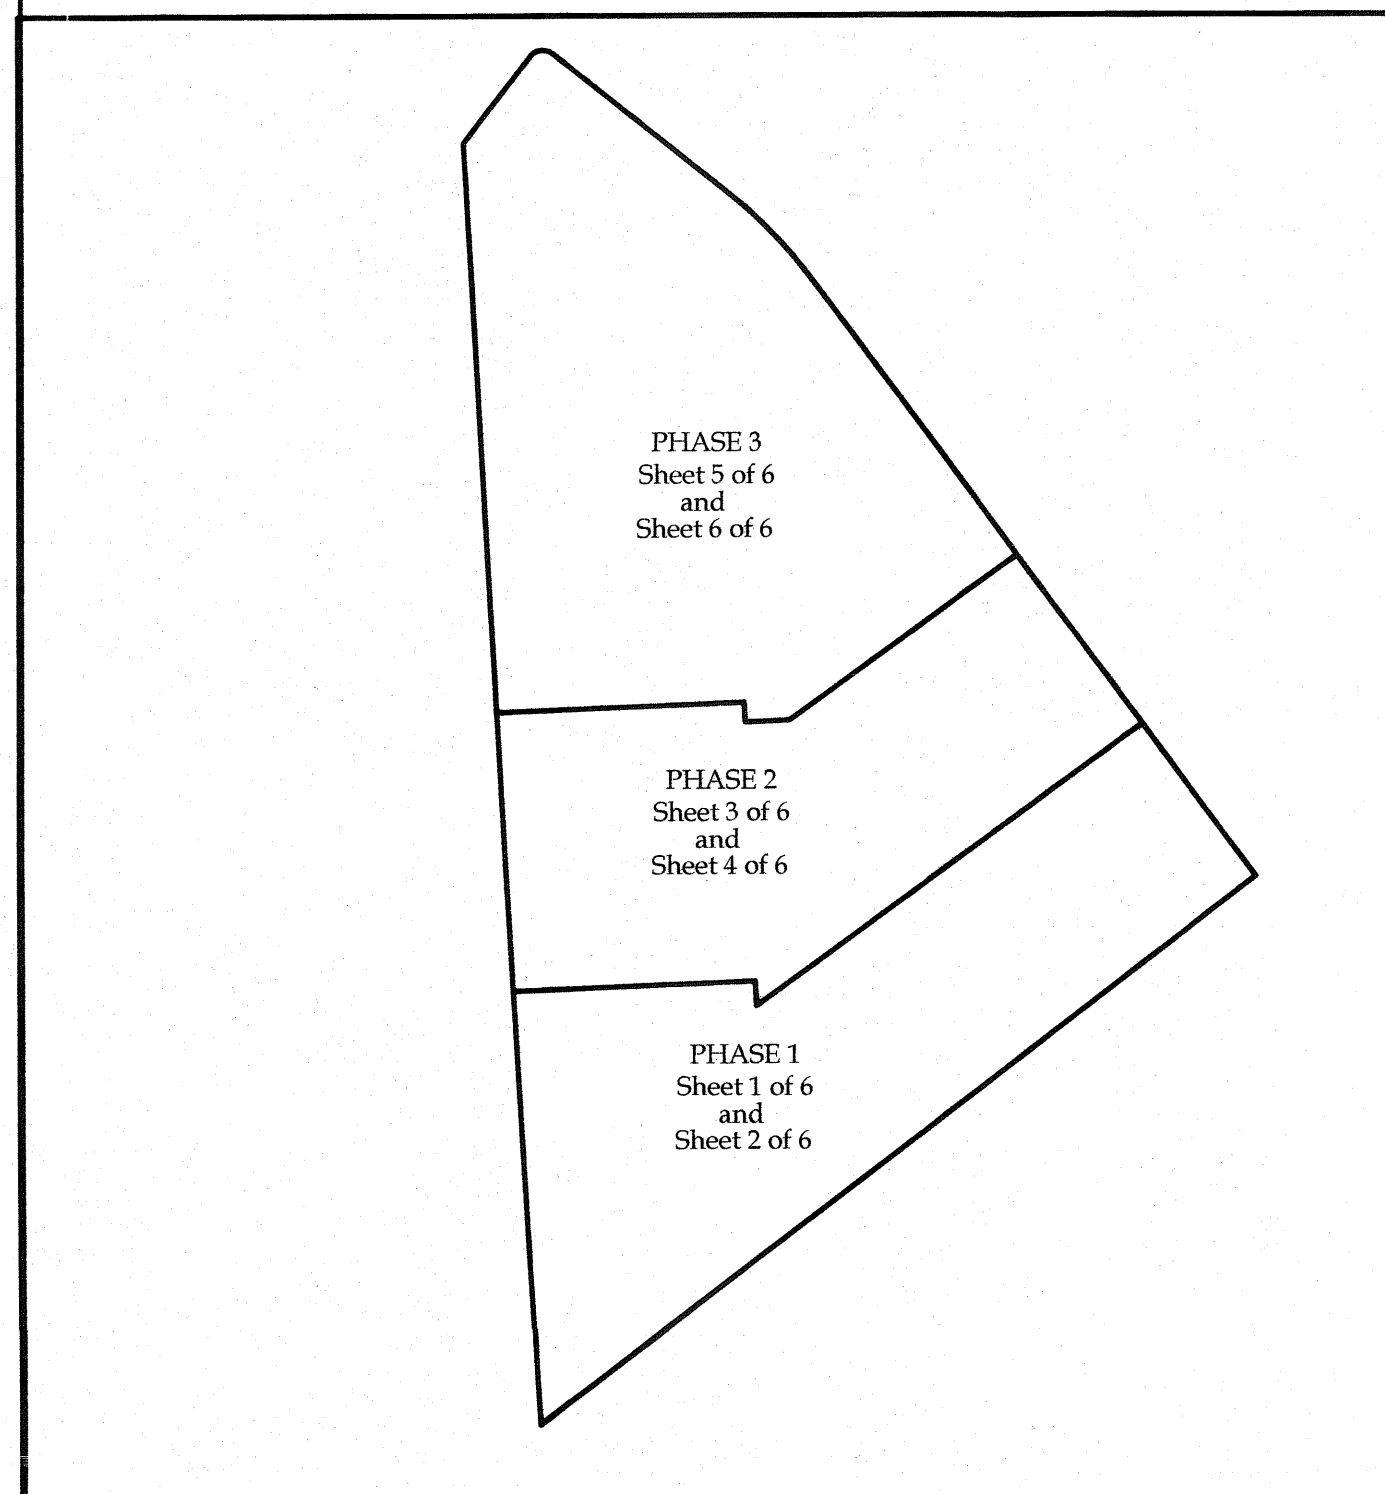 PHASE 3
Sheet 5 of 6
and
Sheet 6 of 6
PHASE 2
Sheet 3 of 6
and
Sheet 4 of 6
PHASE 1
Sheet 1 of 6
and
Sheet 2 of 6